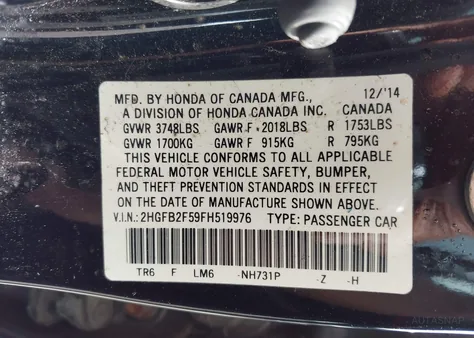 MFD. BY HONDA OF CANADA MFG., 12/'14
A DIVISION OF HONDA CANADA INC. CANADA
GVWR 3748LBS GAWR F 2018LBS R 1753LBS
GVWR 1700KG GAWR F 915KG R 795KG
THIS VEHICLE CONFORMS TO ALL APPLICABLE
FEDERAL MOTOR VEHICLE SAFETY, BUMPER,
AND THEFT PREVENTION STANDARDS IN EFFECT
ON THE DATE OF MANUFACTURE SHOWN ABOVE.
V.I.N.: 2HGFB2F59FH519976 TYPE: PASSENGER CAR
TR6 F LM6 -NH731P -Z -H